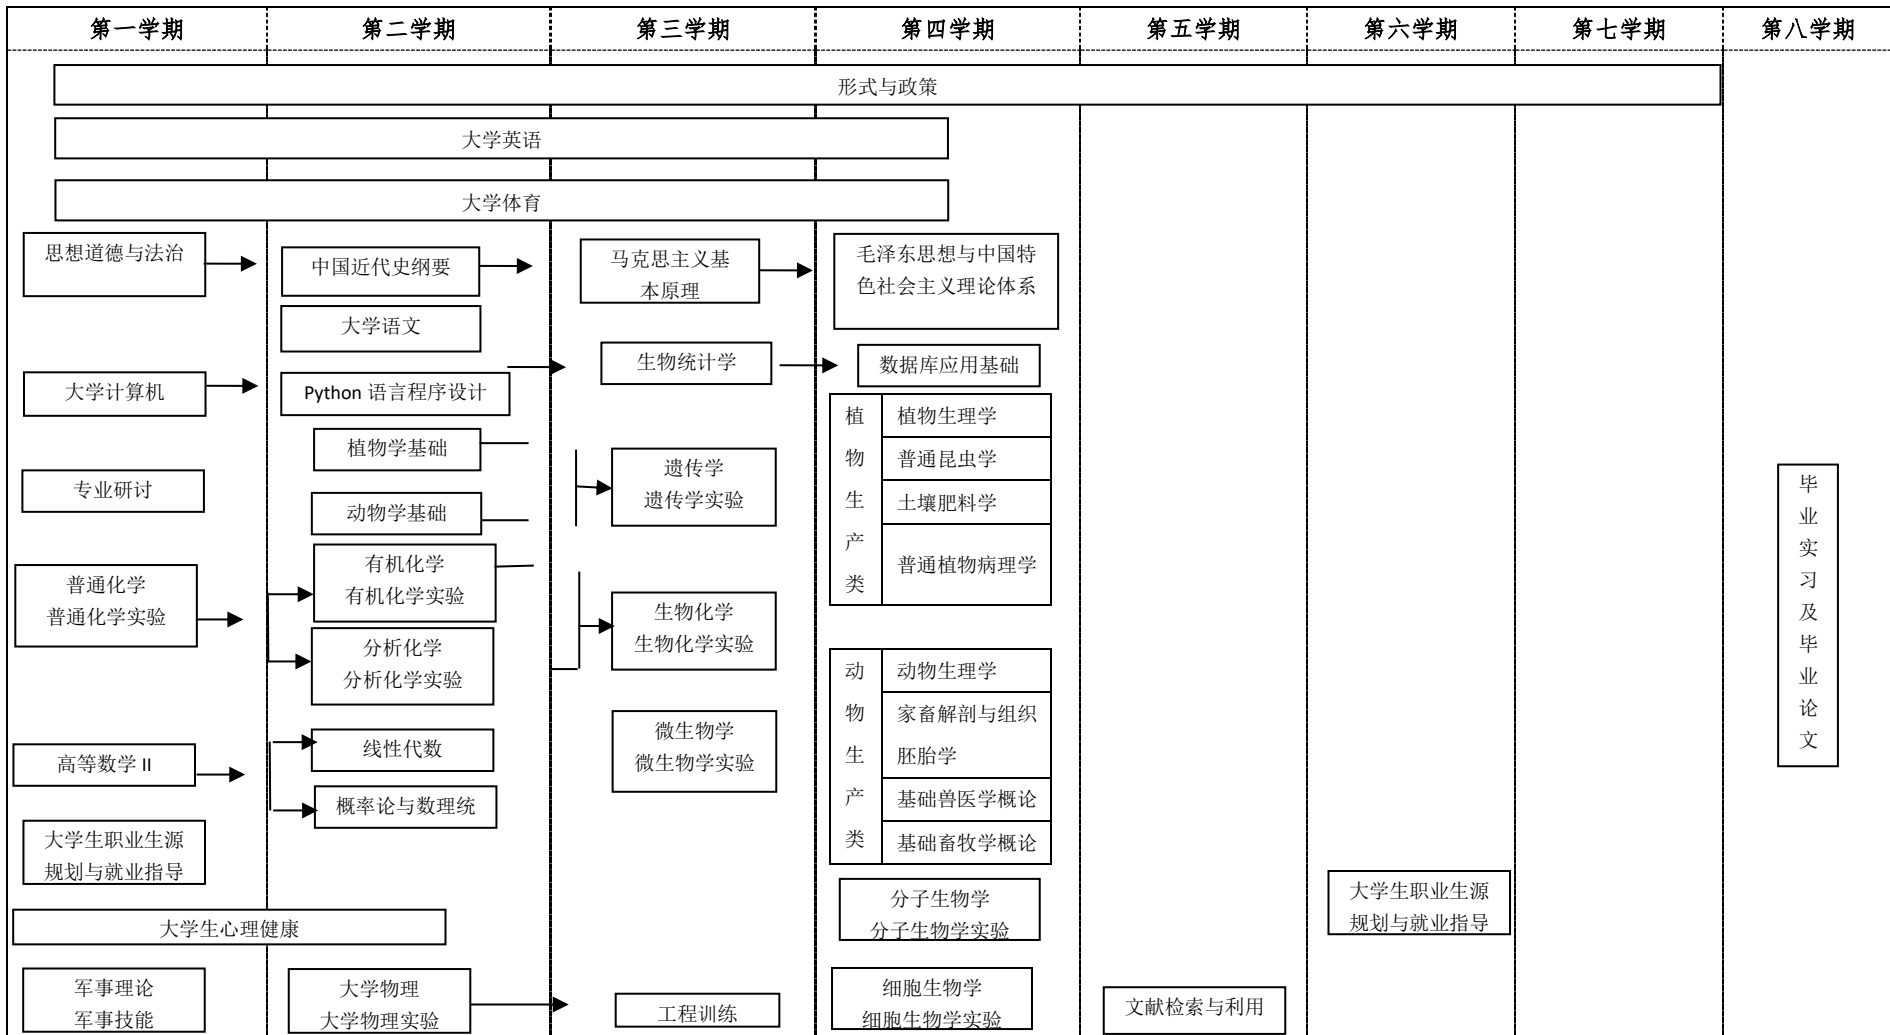 第一学期
第二学期
第三学期
第四学期
第五学期
第六学期
第七学期
第八学期
形式与政策
大学英语
大学体育
思想道德与法治
中国近代史纲要
马克思主义基
本原理
毛泽东思想与中国特
色社会主义理论体系
大学语文
大学计算机
Python 语言程序设计
生物统计学
数据库应用基础
植物学基础
植物生产类
植物生理学
普通昆虫学
土壤肥料学
普通植物病理学
专业研讨
动物学基础
遗传学
遗传学实验
普通化学
普通化学实验
有机化学
有机化学实验
分析化学
分析化学实验
生物化学
生物化学实验
微生物学
微生物学实验
动物生产类
动物生理学
家畜解剖与组织
胚胎学
基础兽医学概论
基础畜牧学概论
高等数学 II
线性代数
概率论与数理统
大学生职业生源
规划与就业指导
大学生心理健康
分子生物学
分子生物学实验
大学生职业生源
规划与就业指导
军事理论
军事技能
大学物理
大学物理实验
工程训练
细胞生物学
细胞生物学实验
文献检索与利用
毕业实习及毕业论文